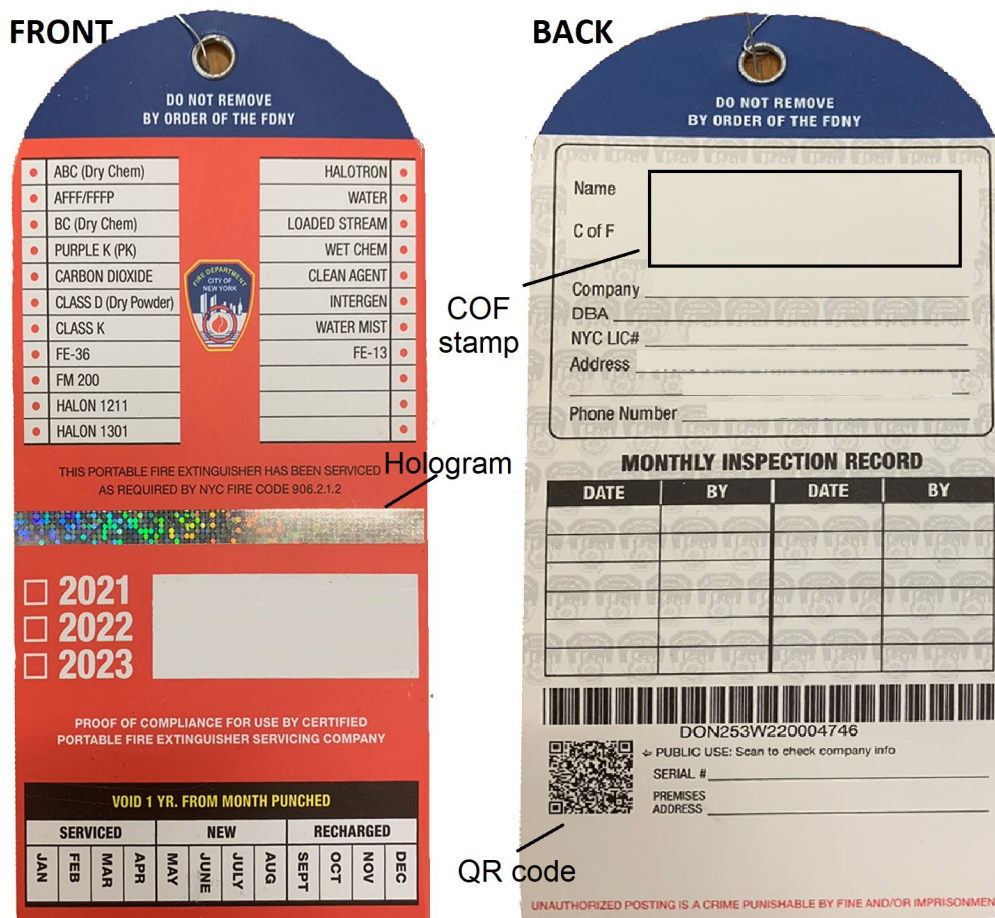 FRONT
DO NOT REMOVE
BY ORDER OF THE FDNY
ABC (Dry Chem)
AFFF/FFFP
BC (Dry Chem)
PURPLE K (PK)
CARBON DIOXIDE
CLASS D (Dry Powder)
CLASS K
FE-36
FM 200
HALON 1211
HALON 1301
FIRE DEPARTMENT
CITY OF
NEW YORK
HALOTRON
WATER
LOADED STREAM
WET CHEM
CLEAN AGENT
INTERGEN
WATER MIST
FE-13
THIS PORTABLE FIRE EXTINGUISHER HAS BEEN SERVICED
AS REQUIRED BY NYC FIRE CODE 906.2.1.2
Hologram
2021
2022
2023
PROOF OF COMPLIANCE FOR USE BY CERTIFIED
PORTABLE FIRE EXTINGUISHER SERVICING COMPANY
VOID 1 YR. FROM MONTH PUNCHED
SERVICED NEW RECHARGED
JAN FEB MAR APR MAY JUNE JULY AUG SEPT OCT NOV DEC
BACK
DO NOT REMOVE
BY ORDER OF THE FDNY
Name
C of F
COF
stamp
Company
DBA
NYC LIC#
Address
Phone Number
MONTHLY INSPECTION RECORD
DATE BY DATE BY
DON253W220004746
PUBLIC USE: Scan to check company info
SERIAL #
PREMISES
ADDRESS
QR code
UNAUTHORIZED POSTING IS A CRIME PUNISHABLE BY FINE AND/OR IMPRISONMEN